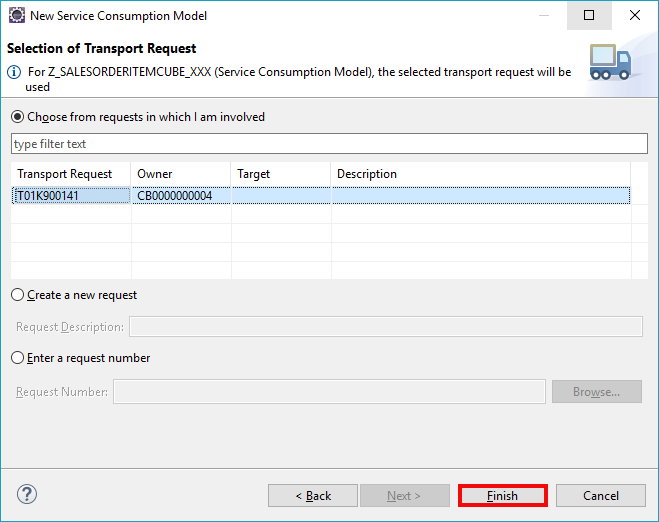 New Service Consumption Model
Selection of Transport Request
For Z_SALESORDERITEMCUBE_XXX (Service Consumption Model), the selected transport request will be
used
Choose from requests in which I am involved
type filter text
Transport Request Owner Target Description
T01K900141 CB0000000004
Create a new request
Request Description:
Enter a request number
Request Number: Browse...
? < Back Next > Finish Cancel